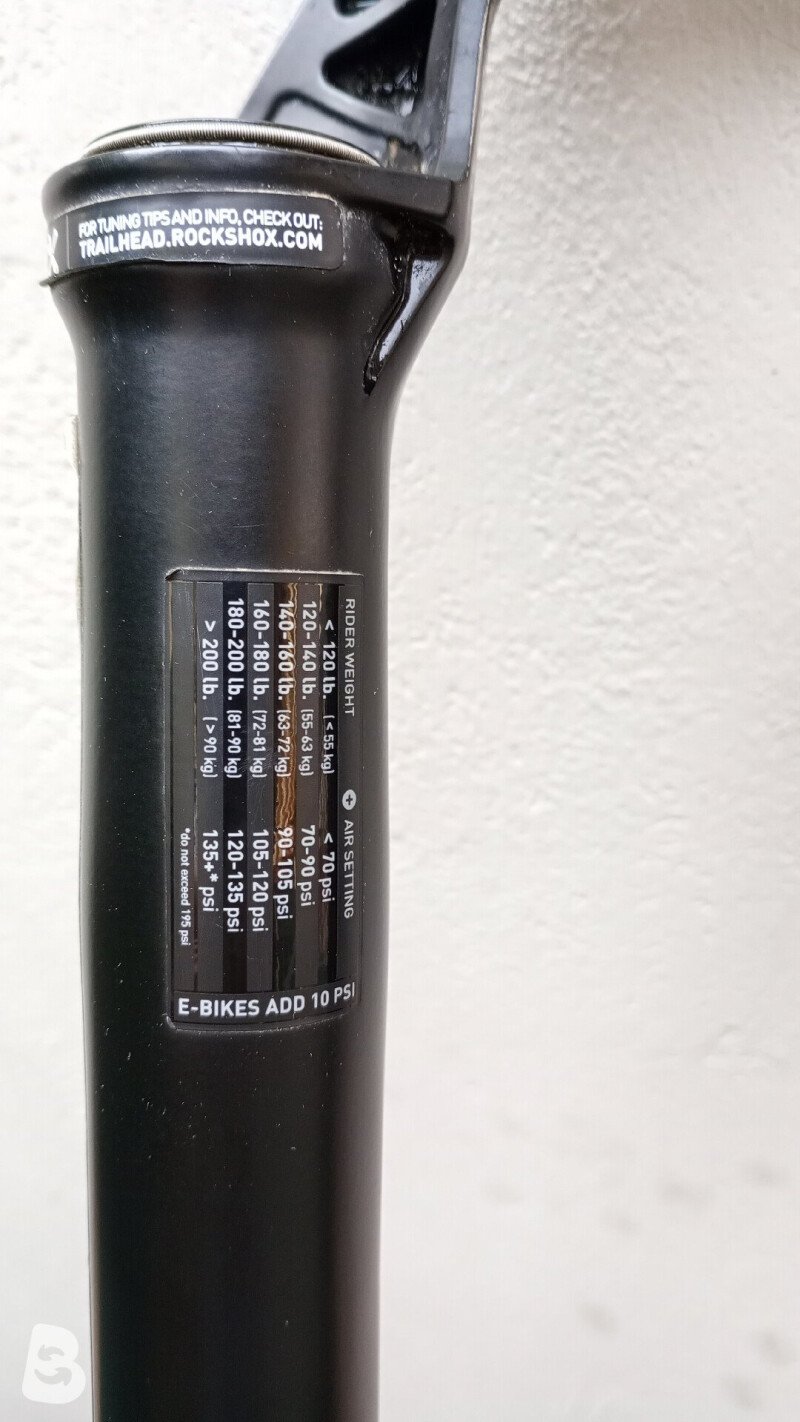 FOR TUNING TIPS AND INFO, CHECK OUT:
TRAILHEAD.ROCKSHOX.COM
RIDER WEIGHT + AIR SETTING
< 120 lb. (< 55 kg) < 70 psi
120-140 lb. (55-63 kg) 70-90 psi
140-160 lb. (63-72 kg) 90-105 psi
160-180 lb. (72-81 kg) 105-120 psi
180-200 lb. (81-90 kg) 120-135 psi
> 200 lb. (>90 kg) 135+* psi
*do not exceed 195 psi
E-BIKES ADD 10 PSI
B